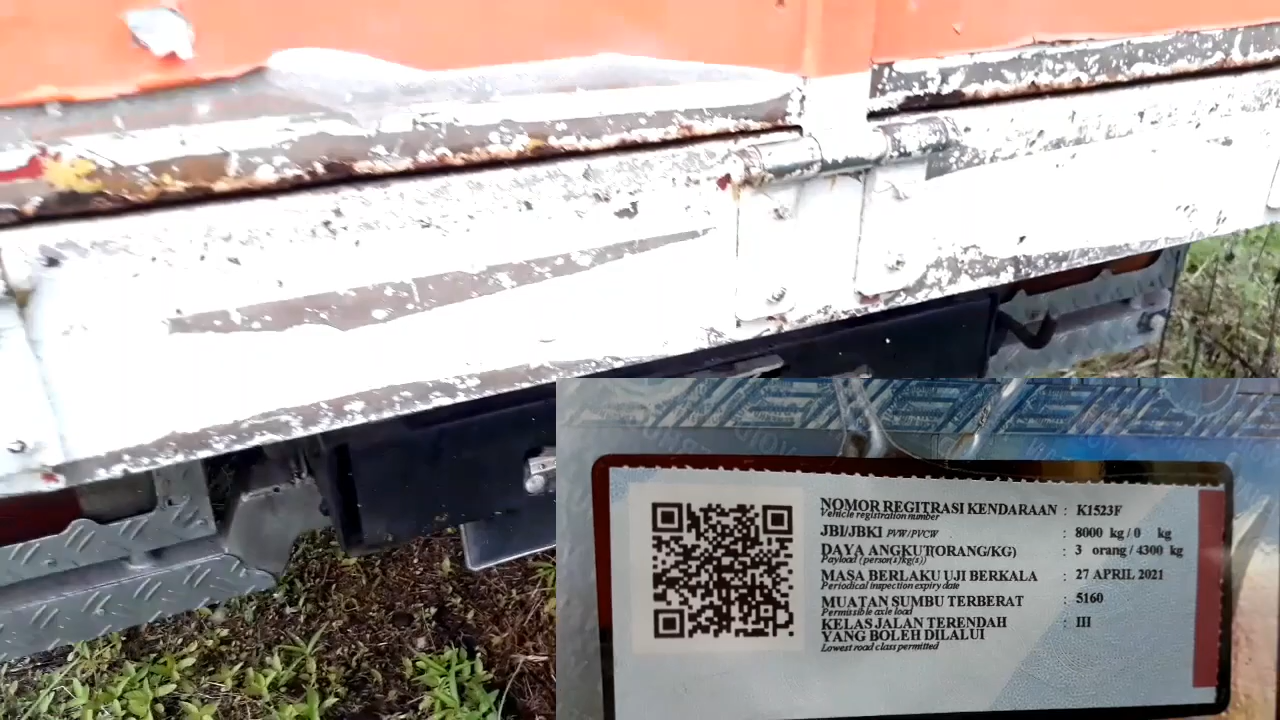 NOMOR REGITRASI KENDARAAN : K1523F
Vehicle registration number
JBI/JBKI PVW/PVCW : 8000 kg / 0 kg
DAYA ANGKUT(ORANG/KG) : 3 orang / 4300 kg
Payload (person(s)/kg(s))
MASA BERLAKU UJI BERKALA : 27 APRIL 2021
Periodical inspection expiry date
MUATAN SUMBU TERBERAT : 5160
Permissible axle load
KELAS JALAN TERENDAH : III
YANG BOLEH DILALUI
Lowest road class permitted